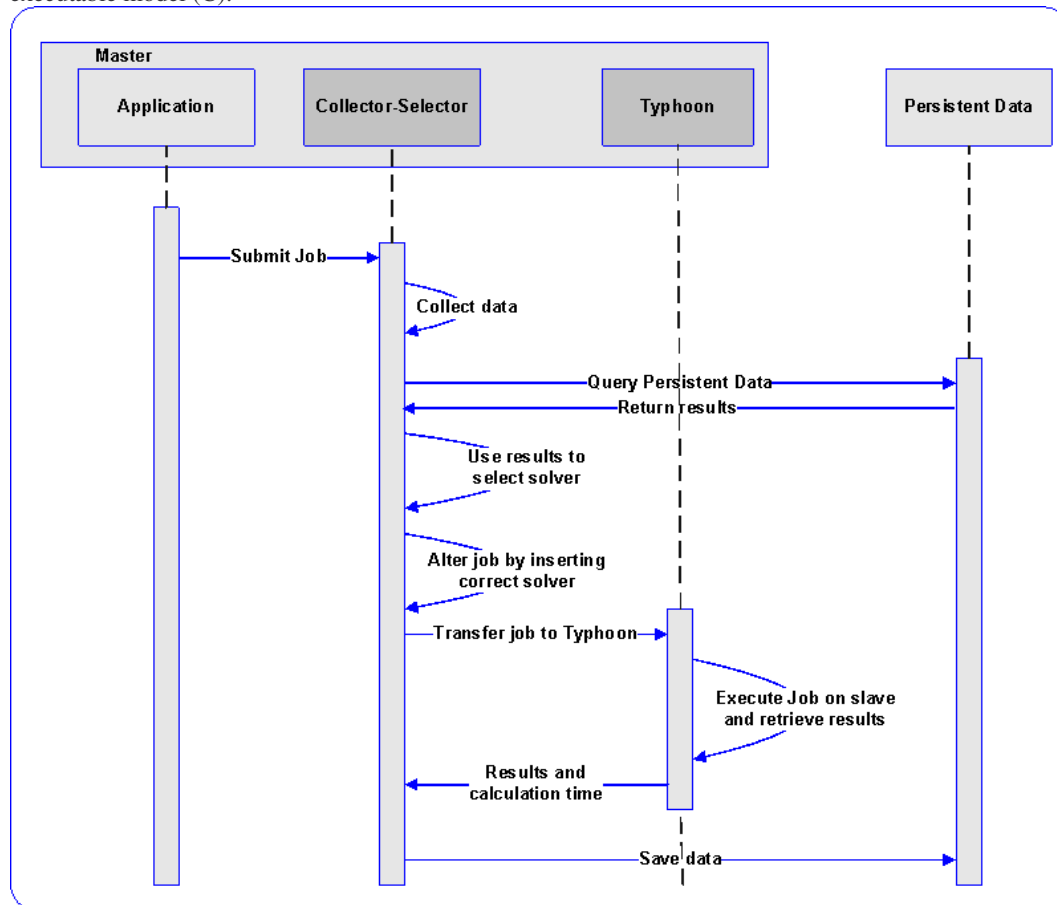 executable model (C).
Master
Application
Collector-Selector
Typhoon
Persistent Data
Submit Job
Collect data
Query Persistent Data
Return results
Use results to
select solver
Alter job by inserting
correct solver
Transfer job to Typhoon
Execute Job on slave
and retrieve results
Results and
calculation time
Save data